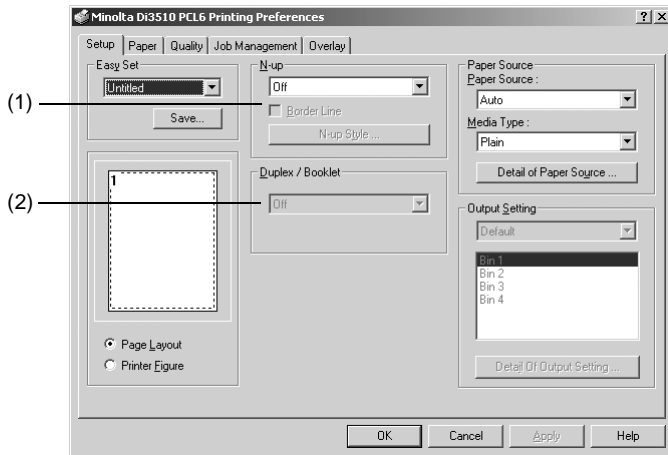 Minolta Di3510 PCL6 Printing Preferences
Setup Paper Quality Job Management Overlay
Easy Set
Untitled
Save...
1
Page Layout
Printer Figure
(1)
(2)
N-up
Off
Border Line
N-up Style ...
Duplex / Booklet
Off
Paper Source
Paper Source :
Auto
Media Type :
Plain
Detail of Paper Source ...
Output Setting
Default
Bin 1
Bin 2
Bin 3
Bin 4
Detail Of Output Setting ...
OK Cancel Apply Help